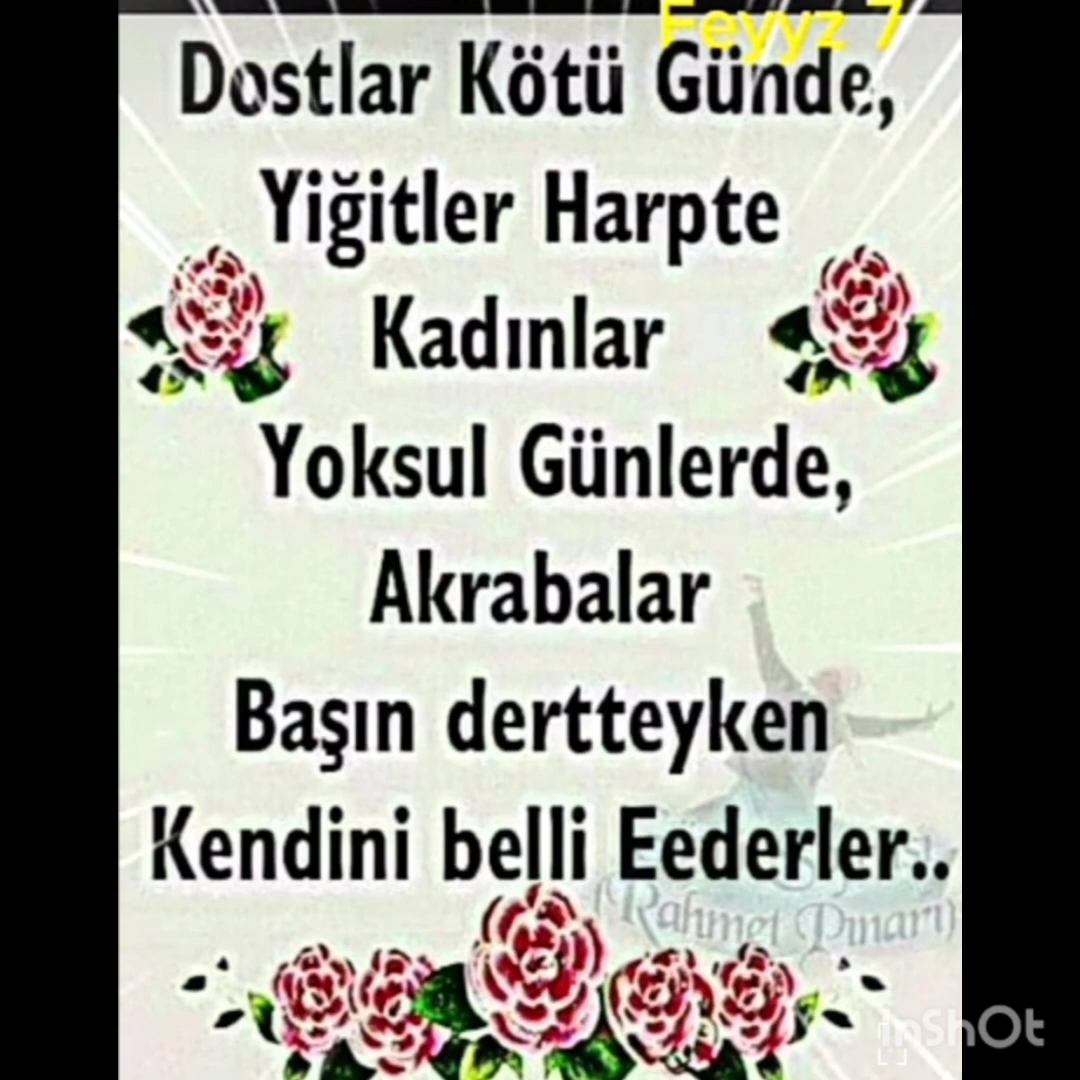 Feyyz 7
Dostlar Kötü Günde,
Yiğitler Harpte
Kadınlar
Yoksul Günlerde,
Akrabalar
Başın dertteyken
Kendini belli Eederler..
(Rahmet Pınarı)
InShOt